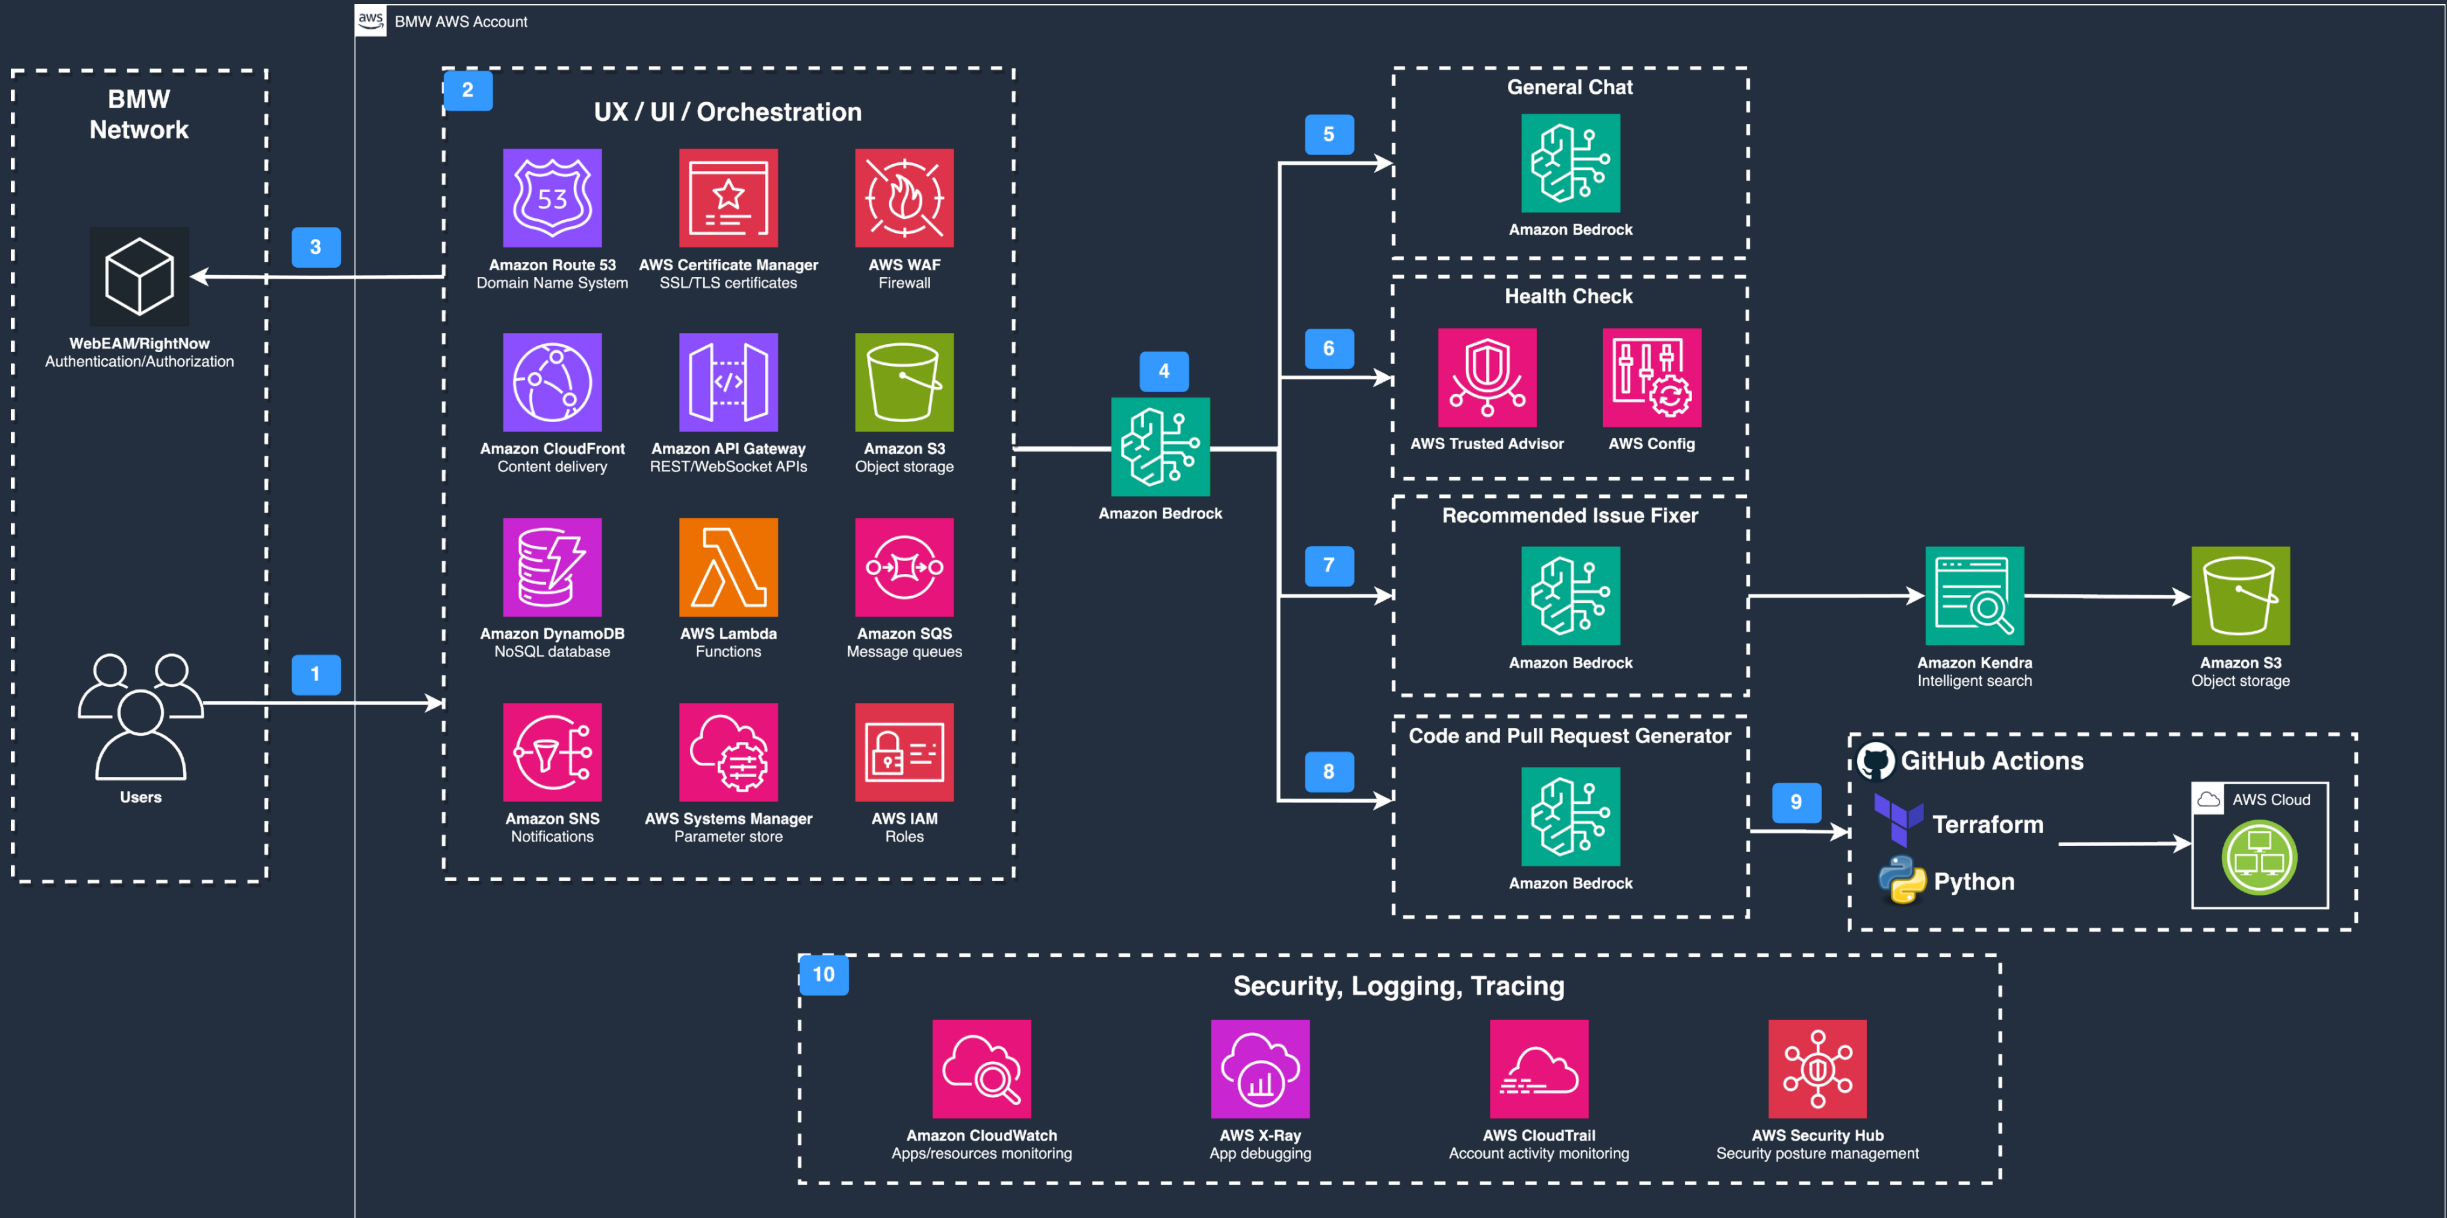 aws
BMW AWS Account
BMW
Network
WebEAM/RightNow
Authentication/Authorization
Users
3
1
2
UX / UI / Orchestration
53
Amazon Route 53
Domain Name System
AWS Certificate Manager
SSL/TLS certificates
AWS WAF
Firewall
Amazon CloudFront
Content delivery
</>
Amazon API Gateway
REST/WebSocket APIs
Amazon S3
Object storage
Amazon DynamoDB
NoSQL database
AWS Lambda
Functions
Amazon SQS
Message queues
Amazon SNS
Notifications
AWS Systems Manager
Parameter store
AWS IAM
Roles
4
Amazon Bedrock
5
General Chat
Amazon Bedrock
6
Health Check
AWS Trusted Advisor
AWS Config
7
Recommended Issue Fixer
Amazon Bedrock
Amazon Kendra
Intelligent search
Amazon S3
Object storage
8
Code and Pull Request Generator
Amazon Bedrock
9
GitHub Actions
Terraform
Python
AWS Cloud
10
Security, Logging, Tracing
Amazon CloudWatch
Apps/resources monitoring
AWS X-Ray
App debugging
AWS CloudTrail
Account activity monitoring
AWS Security Hub
Security posture management